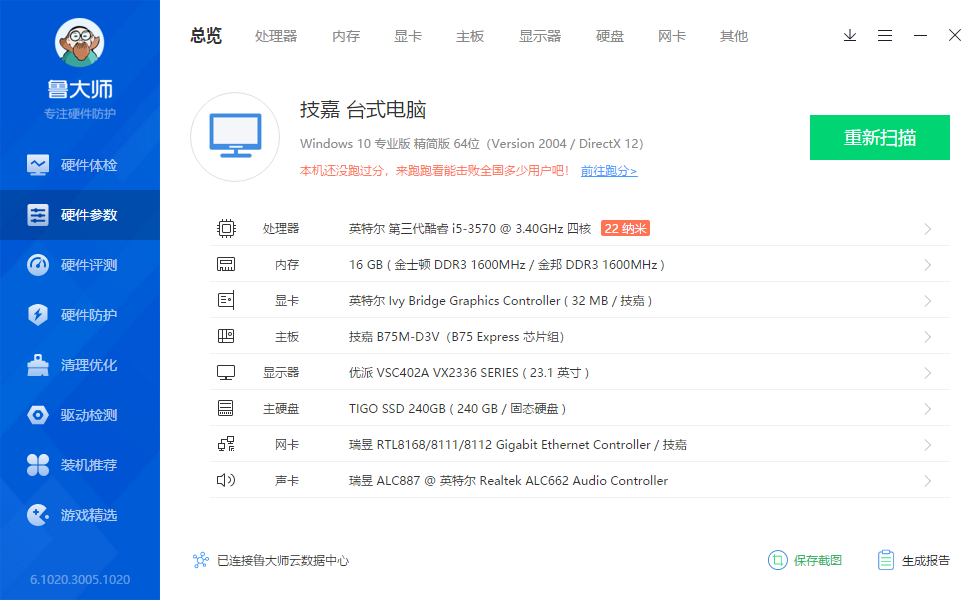 鲁大师
专注硬件防护
硬件体检
硬件参数
硬件评测
硬件防护
清理优化
驱动检测
装机推荐
游戏精选
6.1020.3005.1020
总览 处理器 内存 显卡 主板 显示器 硬盘 网卡 其他
技嘉 台式电脑
Windows 10 专业版 精简版 64位（Version 2004 / DirectX 12）
本机还没跑过分，来跑跑看能击败全国多少用户吧！ 前往跑分>
重新扫描
处理器 英特尔 第三代酷睿 i5-3570 @ 3.40GHz 四核 22 纳米
内存 16 GB ( 金士顿 DDR3 1600MHz / 金邦 DDR3 1600MHz )
显卡 英特尔 Ivy Bridge Graphics Controller ( 32 MB / 技嘉 )
主板 技嘉 B75M-D3V（B75 Express 芯片组）
显示器 优派 VSC402A VX2336 SERIES ( 23.1 英寸 )
主硬盘 TIGO SSD 240GB ( 240 GB / 固态硬盘 )
网卡 瑞昱 RTL8168/8111/8112 Gigabit Ethernet Controller / 技嘉
声卡 瑞昱 ALC887 @ 英特尔 Realtek ALC662 Audio Controller
已连接鲁大师云数据中心
保存截图 生成报告